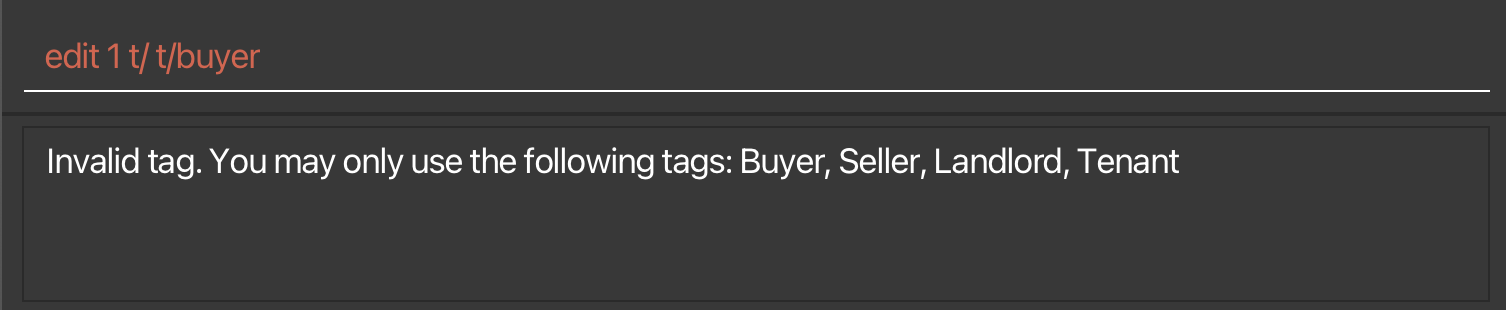 edit 1 t/ t/buyer
Invalid tag. You may only use the following tags: Buyer, Seller, Landlord, Tenant